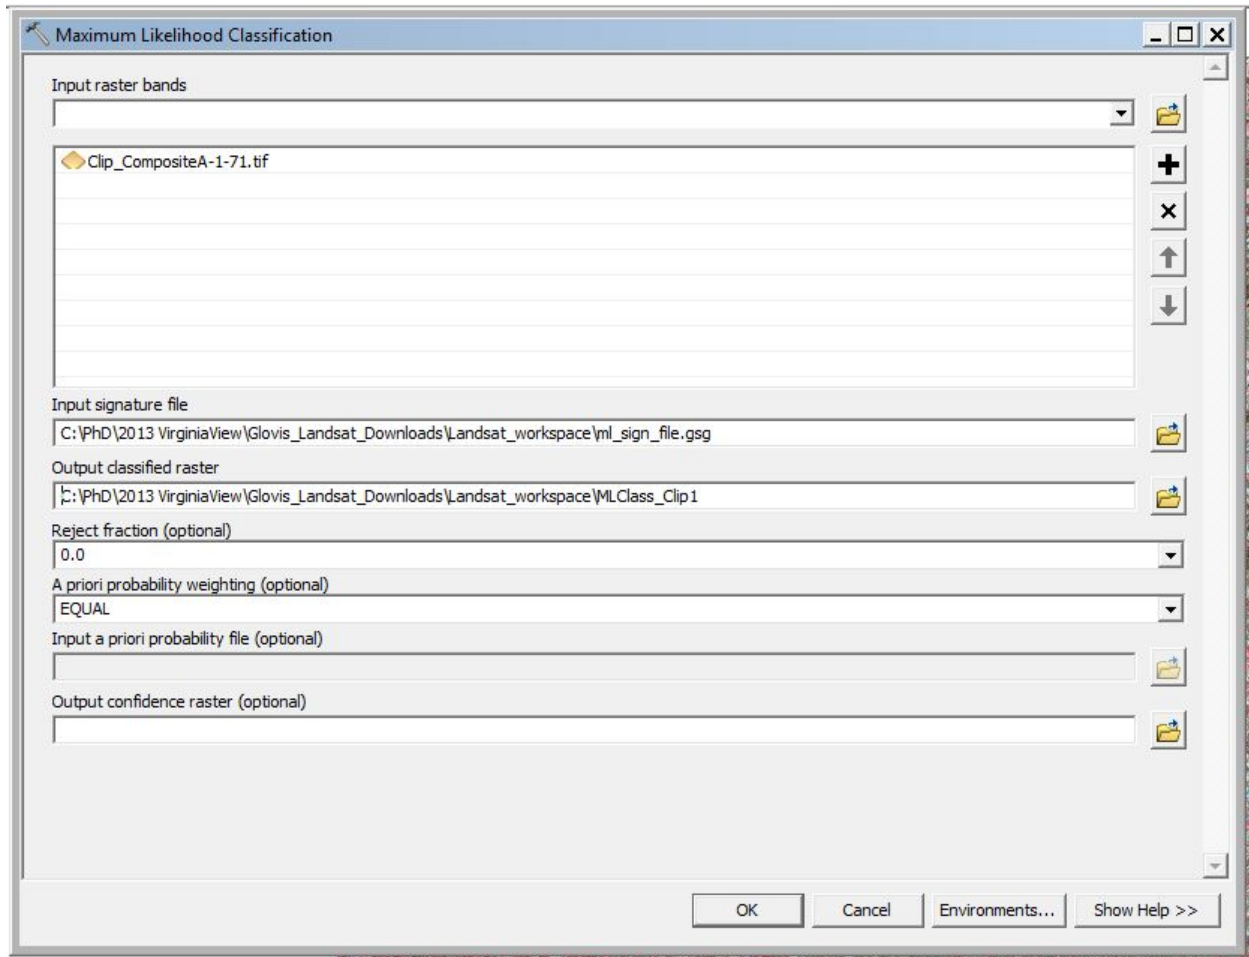 Maximum Likelihood Classification
Input raster bands
Clip_CompositeA-1-71.tif
Input signature file
C:\PhD\2013 VirginiaView\Glovis_Landsat_Downloads\Landsat_workspace\ml_sign_file.gsg
Output classified raster
C:\PhD\2013 VirginiaView\Glovis_Landsat_Downloads\Landsat_workspace\MLClass_Clip1
Reject fraction (optional)
0.0
A priori probability weighting (optional)
EQUAL
Input a priori probability file (optional)
Output confidence raster (optional)
OK Cancel Environments... Show Help >>